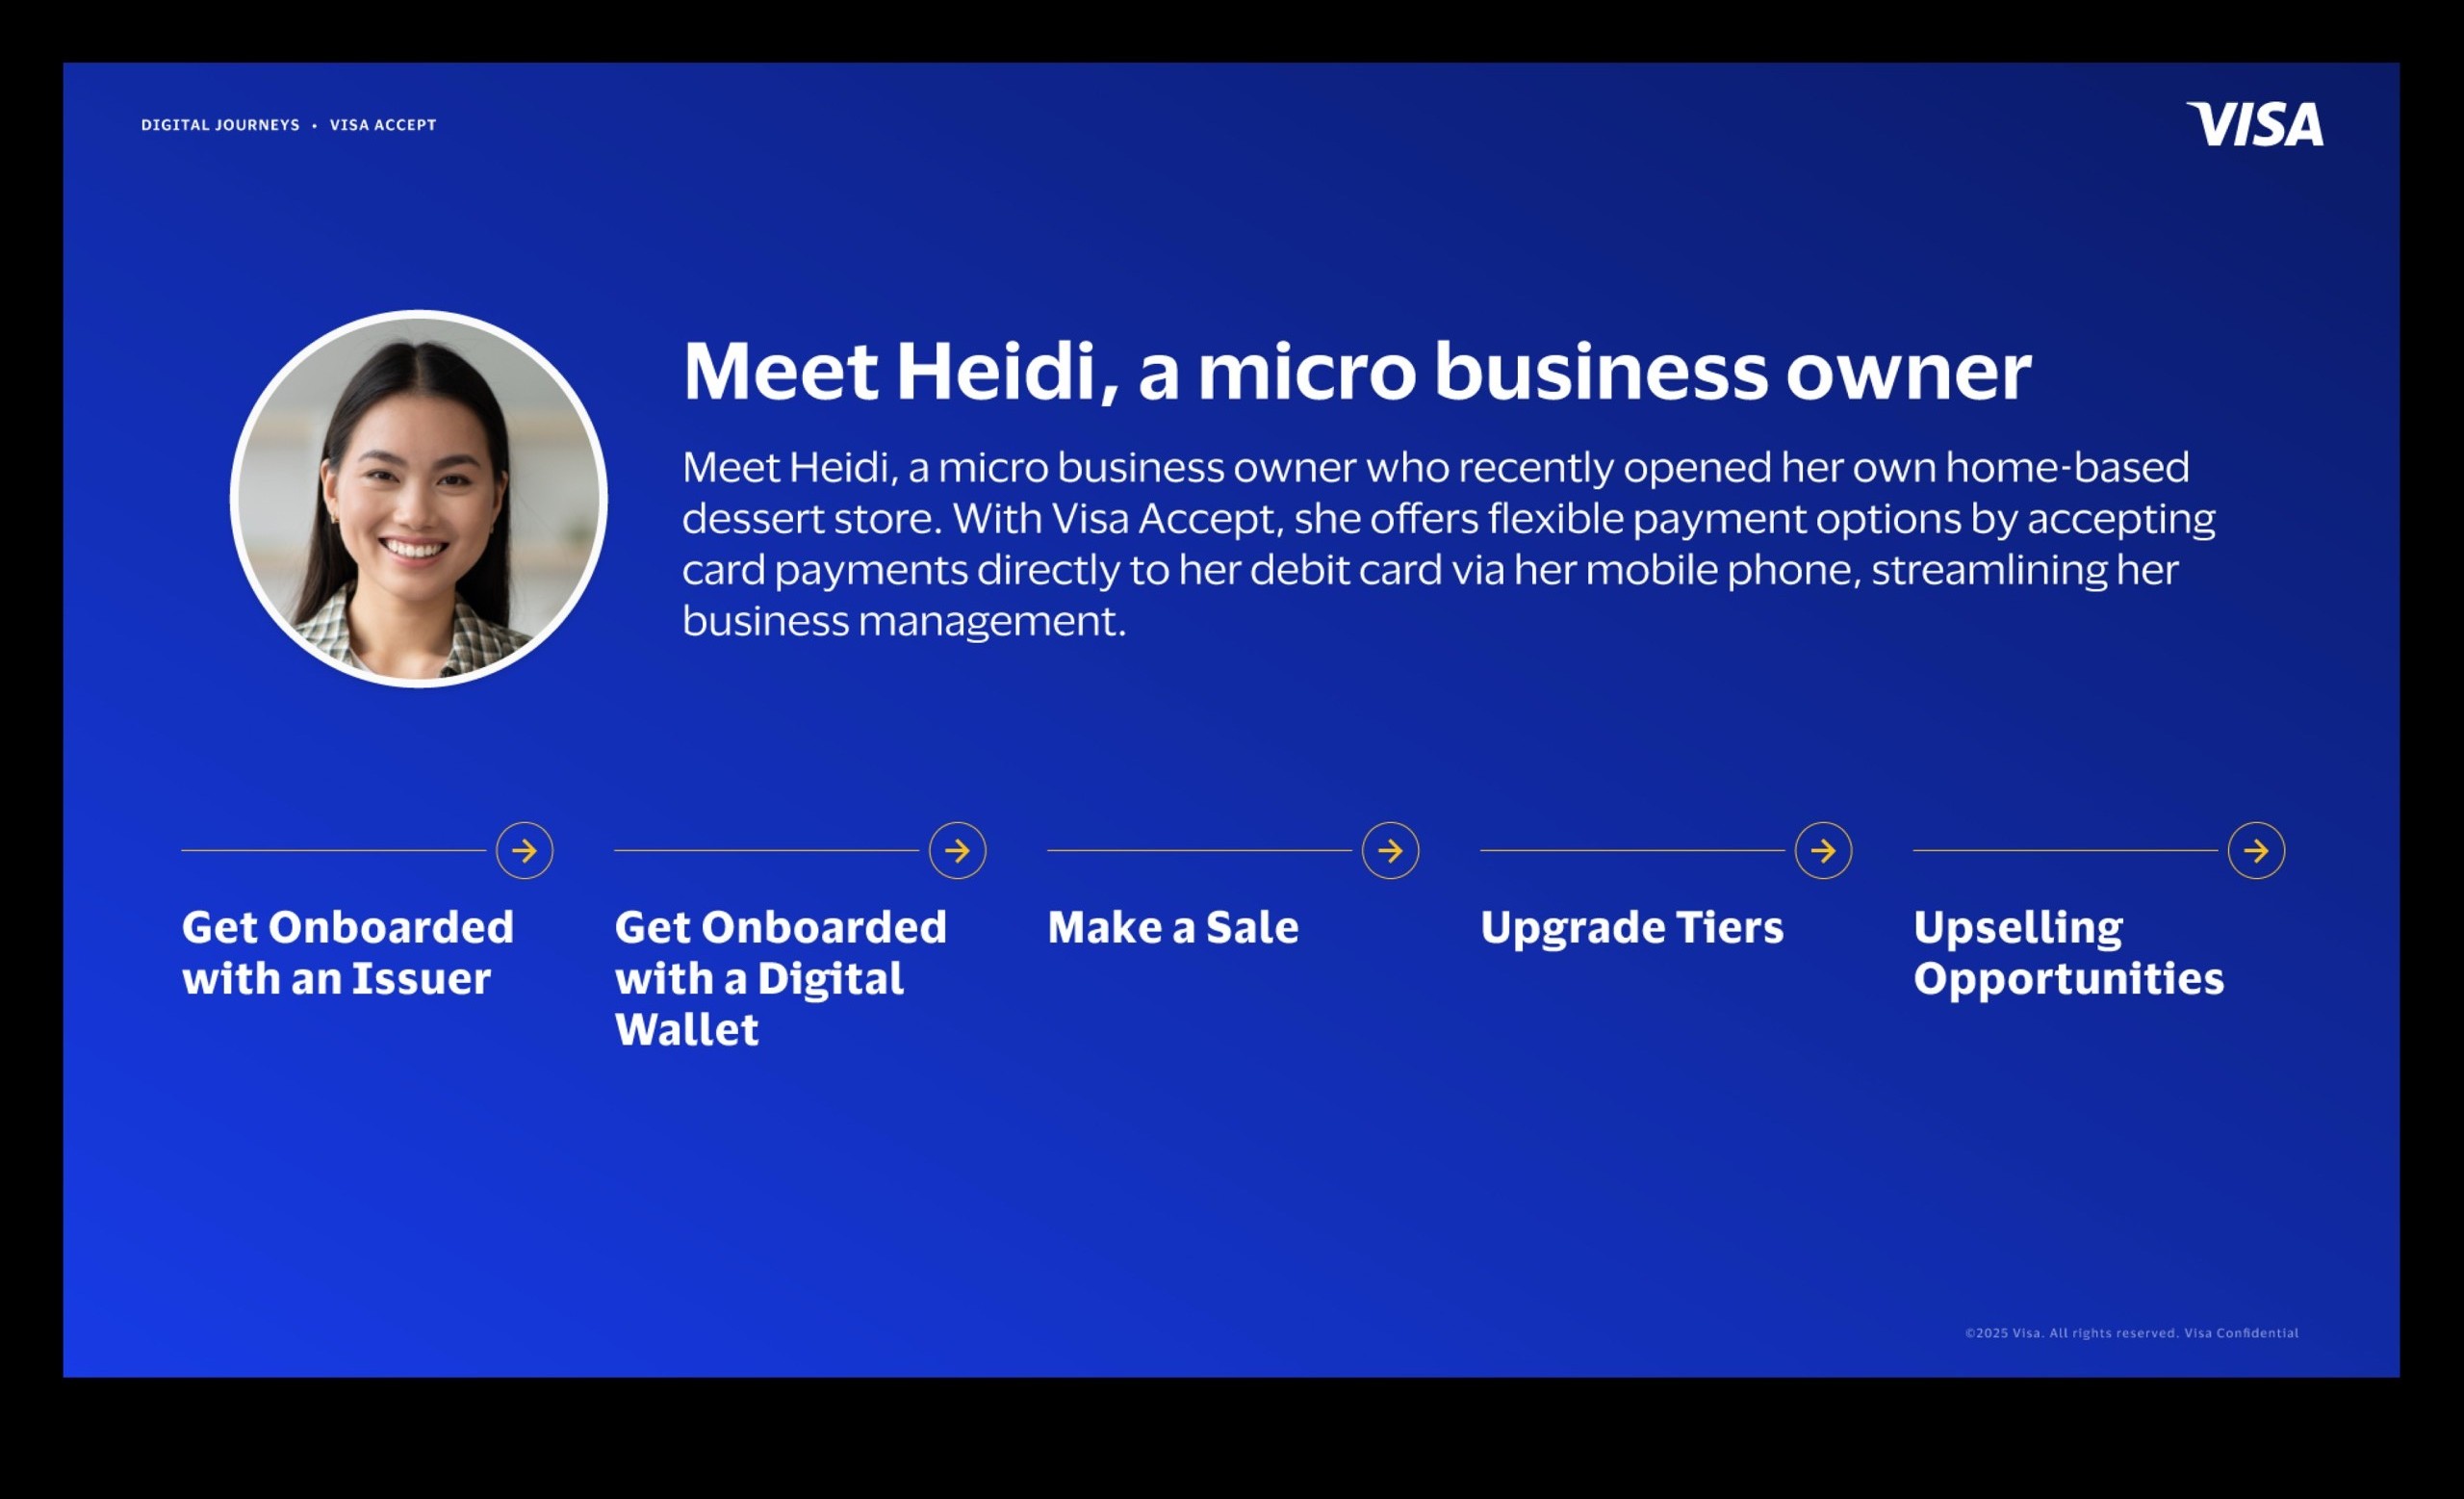 DIGITAL JOURNEYS • VISA ACCEPT
VISA
Meet Heidi, a micro business owner
Meet Heidi, a micro business owner who recently opened her own home-based
dessert store. With Visa Accept, she offers flexible payment options by accepting
card payments directly to her debit card via her mobile phone, streamlining her
business management.
Get Onboarded
with an Issuer
Get Onboarded
with a Digital
Wallet
Make a Sale
Upgrade Tiers
Upselling
Opportunities
©2025 Visa. All rights reserved. Visa Confidential